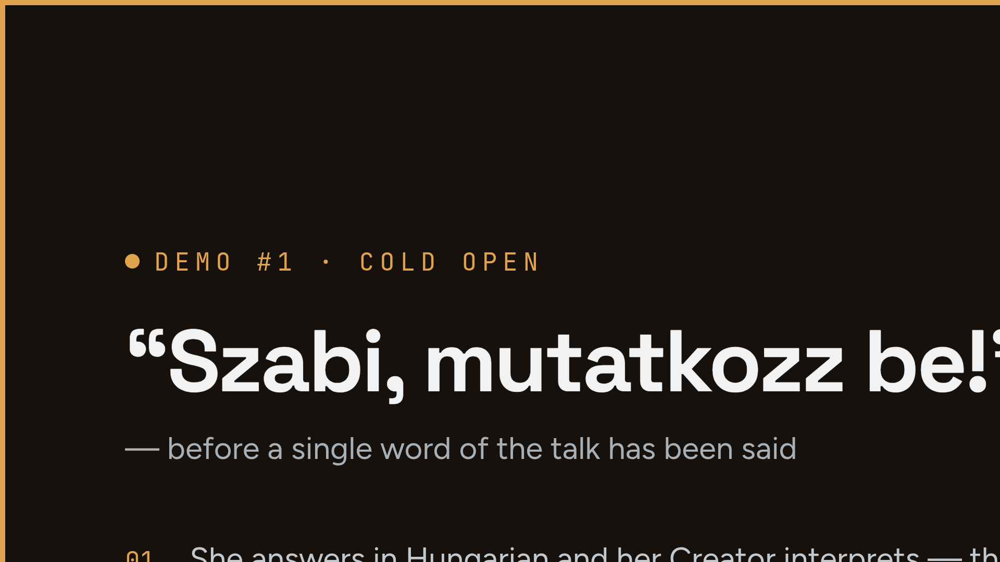 DEMO #1 · COLD OPEN
“Szabi, mutatkozz be!”
— before a single word of the talk has been said
01 She answers in Hungarian and her Creator interprets —